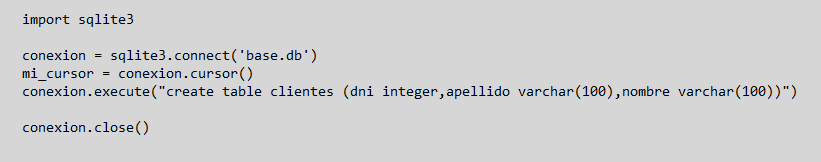 import sqlite3
conexion = sqlite3.connect('base.db')
mi_cursor = conexion.cursor()
conexion.execute("create table clientes (dni integer,apellido varchar(100),nombre varchar(100))")
conexion.close()